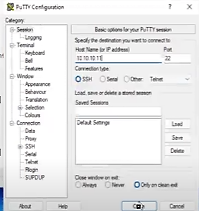 PuTTY Configuration ? ×
Category:
Session
Logging
Terminal
Keyboard
Bell
Features
Window
Appearance
Behaviour
Translation
Selection
Colours
Connection
Data
Proxy
SSH
Serial
Telnet
Rlogin
SUPDUP
Basic options for your PuTTY session
Specify the destination you want to connect to
Host Name (or IP address) Port
10.10.10.11 22
Connection type:
SSH Serial Other: Telnet
Load, save or delete a stored session
Saved Sessions
Default Settings
Load
Save
Delete
Close window on exit:
Always Never Only on clean exit
About Help Cancel